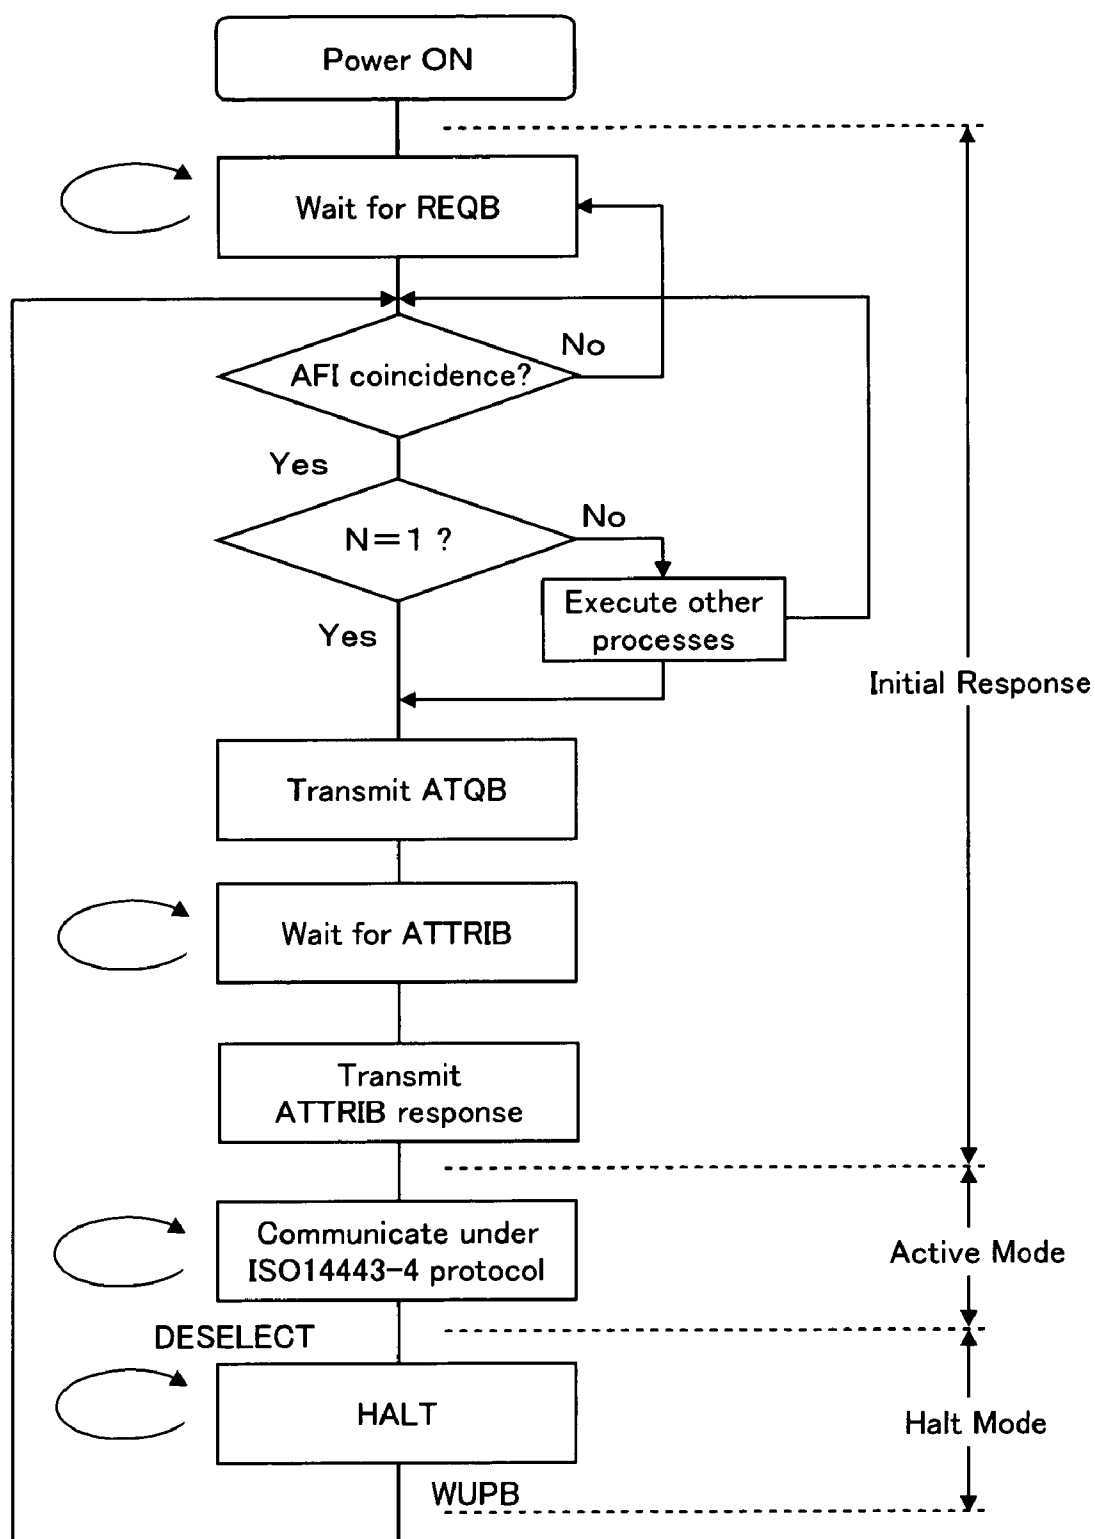 Power ON
Wait for REQB
No
AFI coincidence?
Yes
No
N=1 ?
Execute other
processes
Yes
Initial Response
Transmit ATQB
Wait for ATTRIB
Transmit
ATTRIB response
Communicate under
ISO14443-4 protocol
Active Mode
DESELECT
HALT
Halt Mode
WUPB